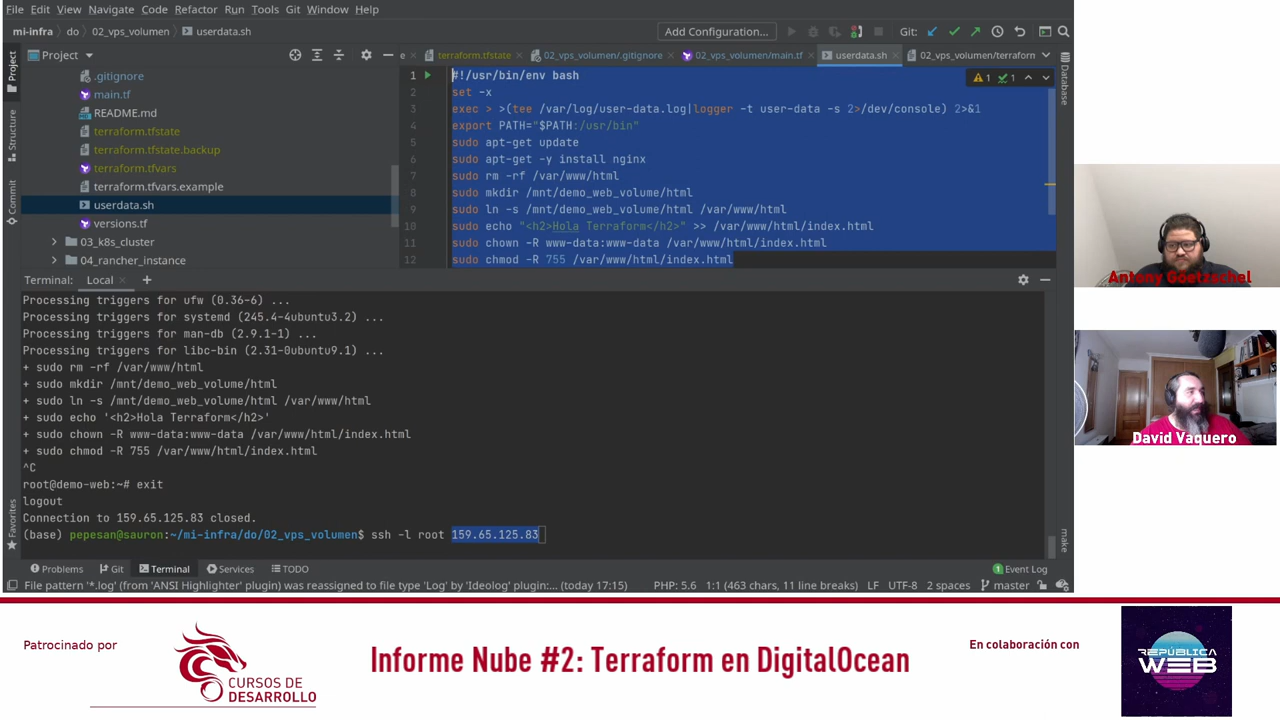 File Edit View Navigate Code Refactor Run Tools Git Window Help
mi-infra do 02_vps_volumen userdata.sh Add Configuration... Git:
Project e terraform.tfstate 02_vps_volumen/.gitignore 02_vps_volumen/main.tf userdata.sh 02_vps_volumen/terraform
Project
Structure
Commit
Favorites
Database
make
.gitignore
main.tf
README.md
terraform.tfstate
terraform.tfstate.backup
terraform.tfvars
terraform.tfvars.example
userdata.sh
versions.tf
03_k8s_cluster
04_rancher_instance
1 #!/usr/bin/env bash 1 1
2 set -x
3 exec > >(tee /var/log/user-data.log|logger -t user-data -s 2>/dev/console) 2>&1
4 export PATH="$PATH:/usr/bin"
5 sudo apt-get update
6 sudo apt-get -y install nginx
7 sudo rm -rf /var/www/html
8 sudo mkdir /mnt/demo_web_volume/html
9 sudo ln -s /mnt/demo_web_volume/html /var/www/html
10 sudo echo "<h2>Hola Terraform</h2>" >> /var/www/html/index.html
11 sudo chown -R www-data:www-data /var/www/html/index.html
12 sudo chmod -R 755 /var/www/html/index.html
Terminal: Local
Processing triggers for ufw (0.36-6) ...
Processing triggers for systemd (245.4-4ubuntu3.2) ...
Processing triggers for man-db (2.9.1-1) ...
Processing triggers for libc-bin (2.31-0ubuntu9.1) ...
+ sudo rm -rf /var/www/html
+ sudo mkdir /mnt/demo_web_volume/html
+ sudo ln -s /mnt/demo_web_volume/html /var/www/html
+ sudo echo '<h2>Hola Terraform</h2>'
+ sudo chown -R www-data:www-data /var/www/html/index.html
+ sudo chmod -R 755 /var/www/html/index.html
^C
root@demo-web:~# exit
logout
Connection to 159.65.125.83 closed.
(base) pepesan@sauron:~/mi-infra/do/02_vps_volumen$ ssh -l root 159.65.125.83
Problems Git Terminal Services TODO 1 Event Log
File pattern '*.log' (from 'ANSI Highlighter' plugin) was reassigned to file type 'Log' by 'Ideolog' plugin:... (today 17:15) PHP: 5.6 1:1 (463 chars, 11 line breaks) LF UTF-8 2 spaces master
Antony Goetzschel
David Vaquero
Patrocinado por
CURSOS
DE DESARROLLO
Informe Nube #2: Terraform en DigitalOcean
En colaboración con
REPÚBLICA
WEB